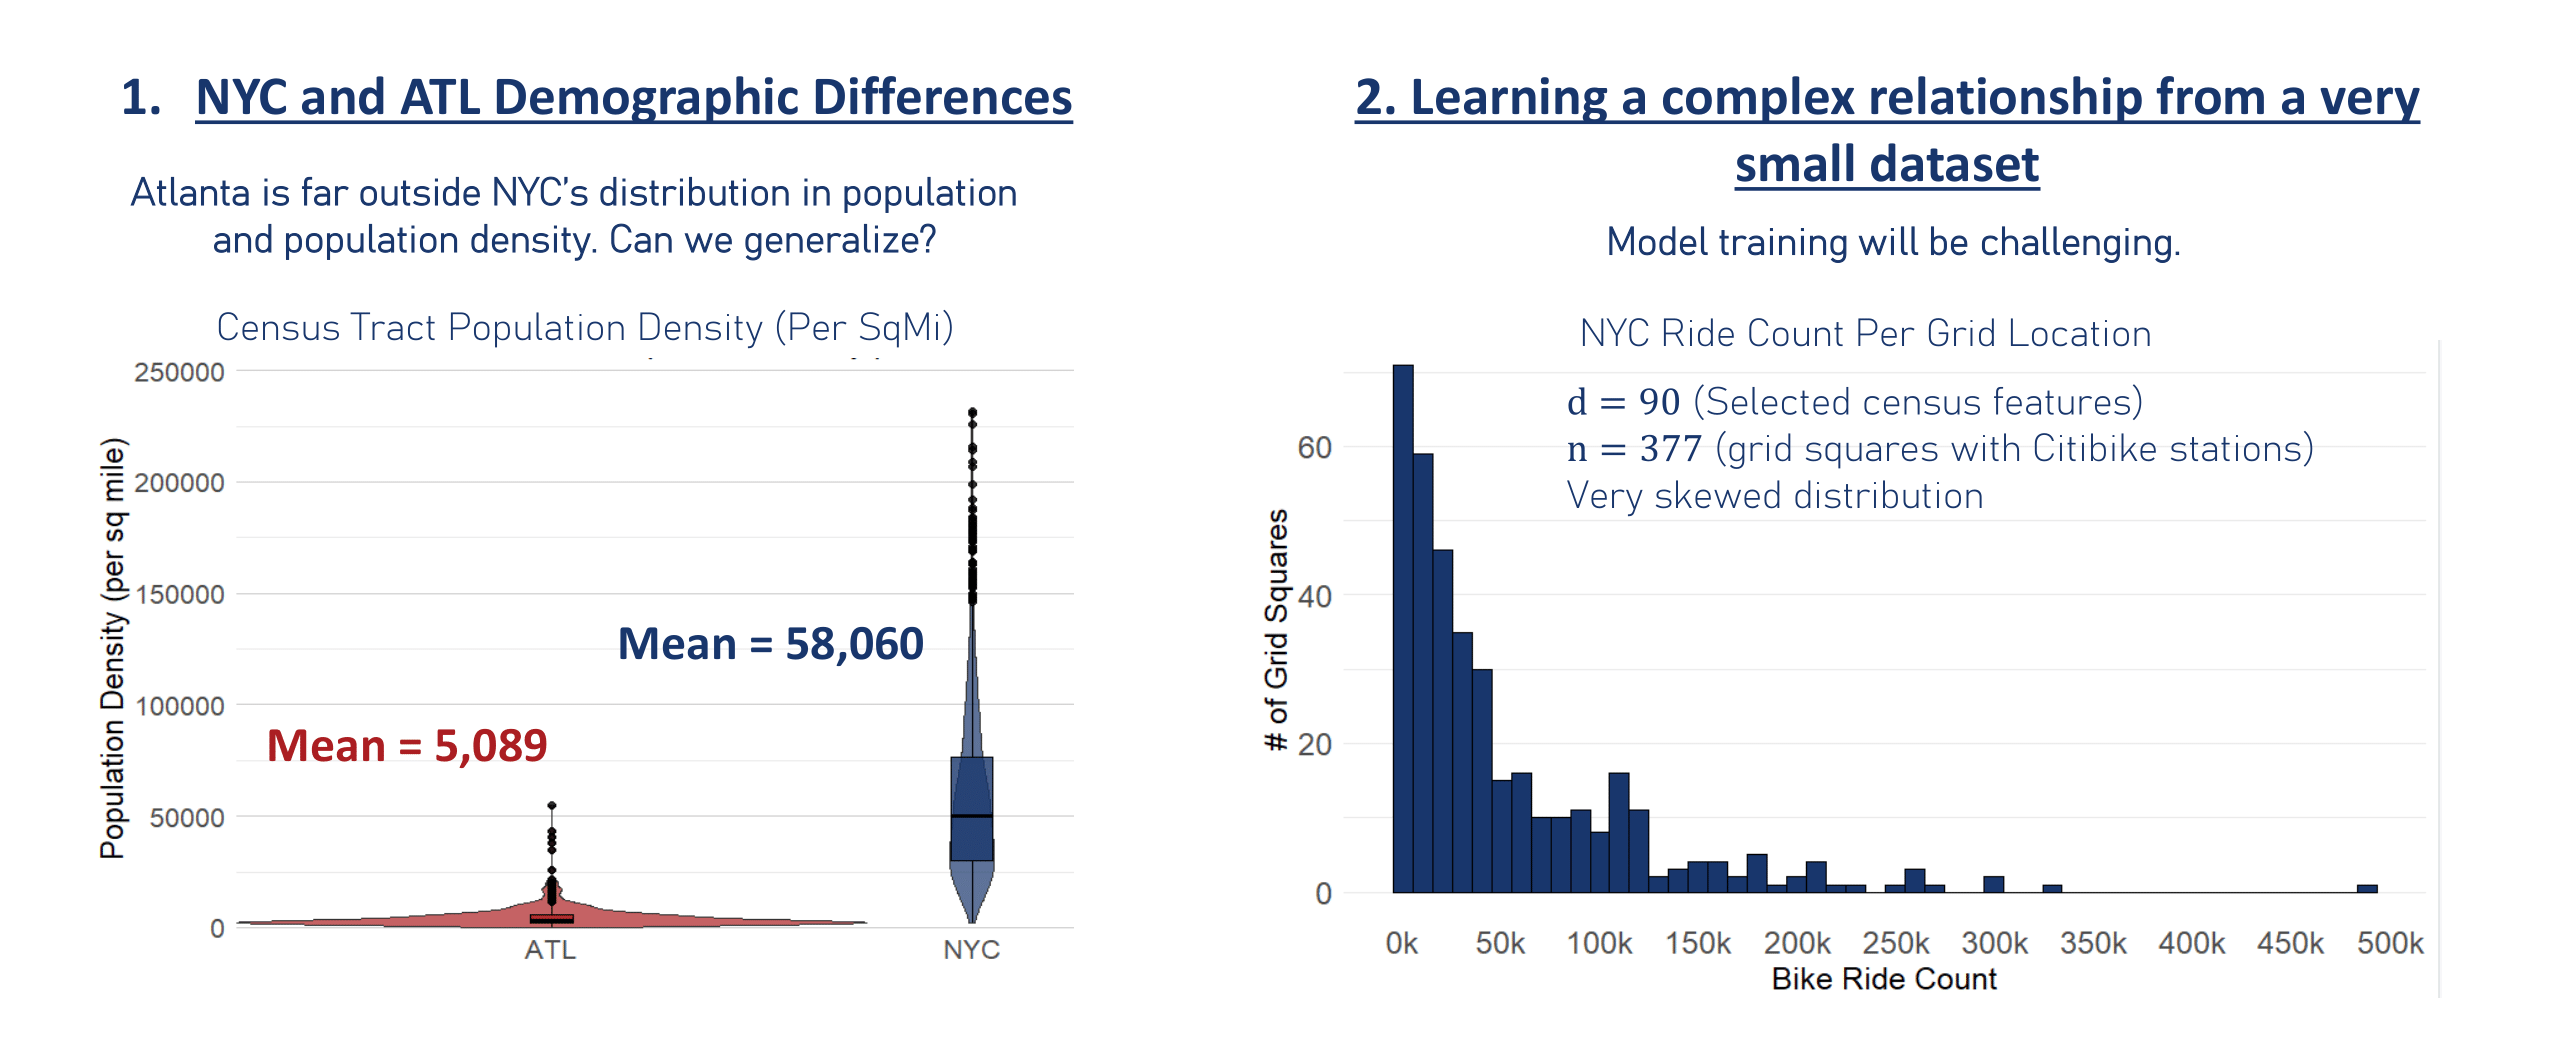 1. NYC and ATL Demographic Differences
Atlanta is far outside NYC's distribution in population
and population density. Can we generalize?
Census Tract Population Density (Per SqMi)
Population Density (per sq mile)
250000
200000
150000
100000
50000
0
Mean = 58,060
Mean = 5,089
ATL
NYC
2. Learning a complex relationship from a very
small dataset
Model training will be challenging.
NYC Ride Count Per Grid Location
d = 90 (Selected census features)
n = 377 (grid squares with Citibike stations)
Very skewed distribution
# of Grid Squares
60
40
20
0
0k 50k 100k 150k 200k 250k 300k 350k 400k 450k 500k
Bike Ride Count